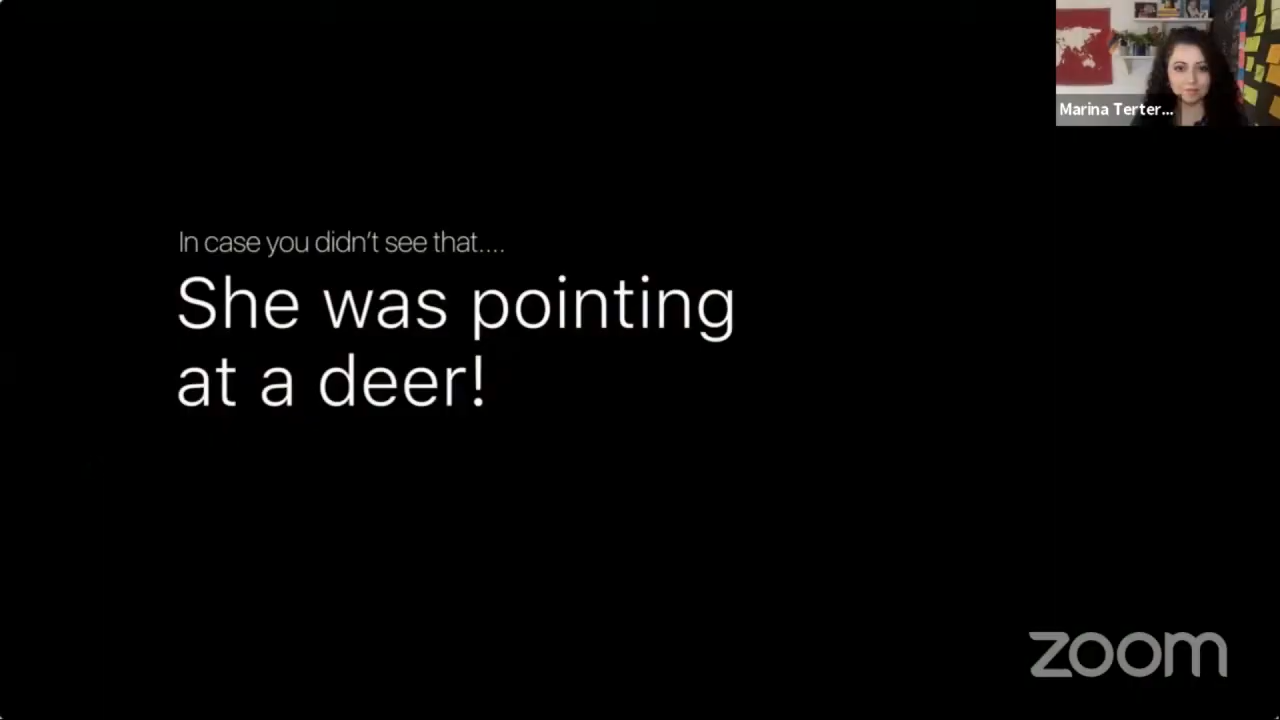 Marina Terter...
In case you didn't see that....
She was pointing
at a deer!
zoom